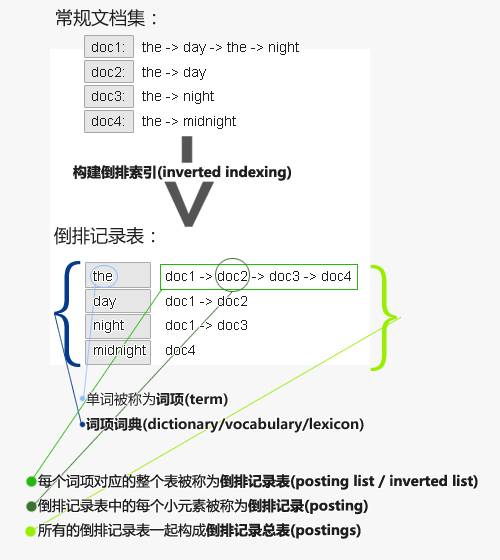 常规文档集：
doc1: the -> day -> the -> night
doc2: the -> day
doc3: the -> night
doc4: the -> midnight
构建倒排索引(inverted indexing)
倒排记录表：
the doc1 -> doc2 -> doc3 -> doc4
day doc1 -> doc2
night doc1 -> doc3
midnight doc4
单词被称为词项(term)
词项词典(dictionary/vocabulary/lexicon)
每个词项对应的整个表被称为倒排记录表(posting list / inverted list)
倒排记录表中的每个小元素被称为倒排记录(posting)
所有的倒排记录表一起构成倒排记录总表(postings)